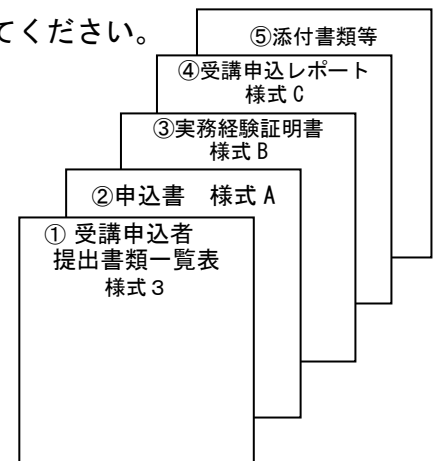 てください。
⑤添付書類等
④受講申込レポート
様式C
③実務経験証明書
様式B
②申込書　様式A
① 受講申込者
提出書類一覧表
様式３